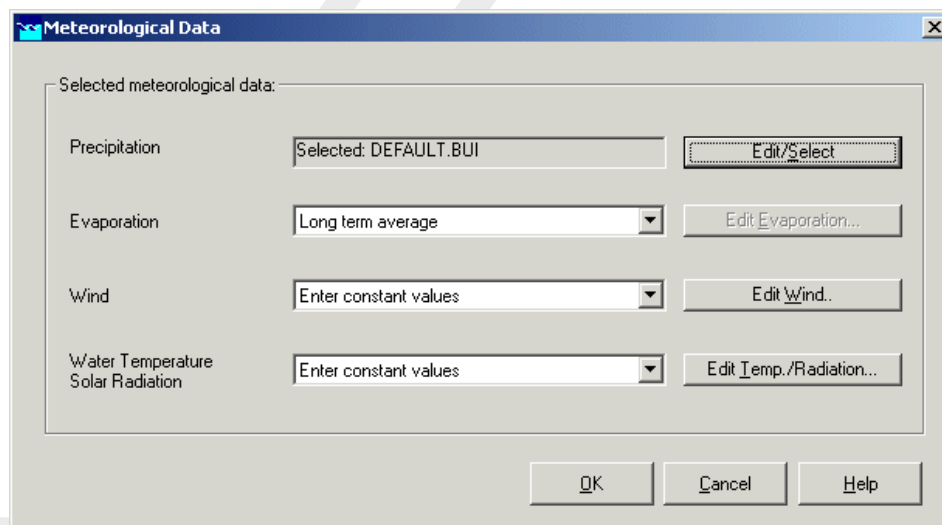 Meteorological Data
Selected meteorological data:
Precipitation Selected: DEFAULT.BUI Edit/Select
Evaporation Long term average Edit Evaporation...
Wind Enter constant values Edit Wind..
Water Temperature
Solar Radiation Enter constant values Edit Temp./Radiation...
OK Cancel Help